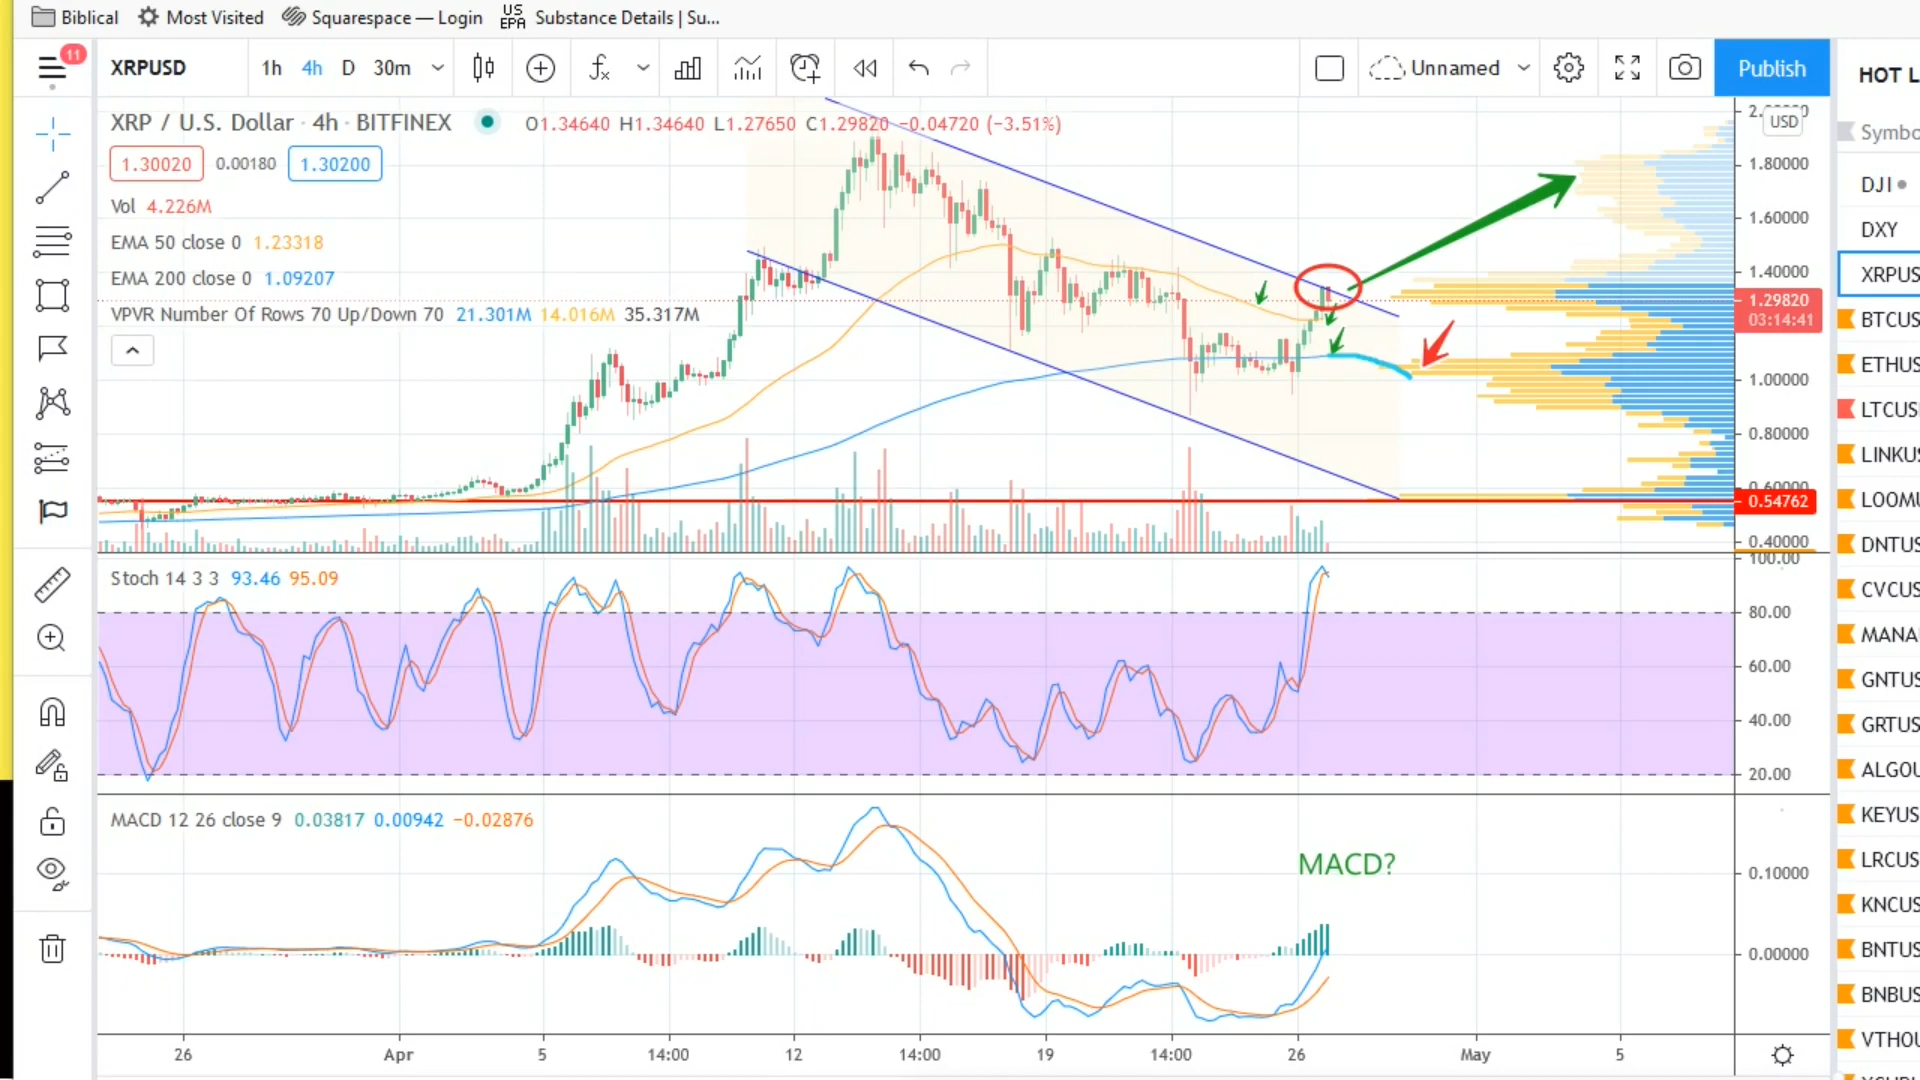 Biblical Most Visited Squarespace — Login US EPA Substance Details | Su...
11
XRPUSD 1h 4h D 30m Unnamed Publish
HOT L
XRP / U.S. Dollar · 4h · BITFINEX O1.34640 H1.34640 L1.27650 C1.29820 −0.04720 (−3.51%)
1.30020 0.00180 1.30200
Vol 4.226M
EMA 50 close 0 1.23318
EMA 200 close 0 1.09207
VPVR Number Of Rows 70 Up/Down 70 21.301M 14.016M 35.317M
USD
1.80000
1.60000
1.40000
1.29820
03:14:41
1.00000
0.80000
0.54762
0.40000
Stoch 14 3 3 93.46 95.09
100.00
80.00
60.00
40.00
20.00
MACD 12 26 close 9 0.03817 0.00942 −0.02876
MACD?
0.10000
0.00000
26 Apr 5 14:00 12 14:00 19 14:00 26 May 5
Symbo
DJI
DXY
XRPUS
BTCUS
ETHUS
LTCUS
LINKUS
LOOMU
DNTUS
CVCUS
MANA
GNTUS
GRTUS
ALGOU
KEYUS
LRCUS
KNCUS
BNTUS
BNBUS
VTHOU